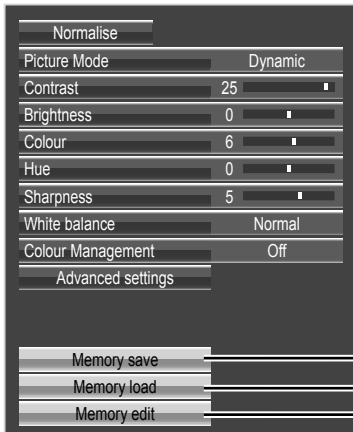 Normalise
Picture Mode Dynamic
Contrast 25
Brightness 0
Colour 6
Hue 0
Sharpness 5
White balance Normal
Colour Management Off
Advanced settings
Memory save
Memory load
Memory edit